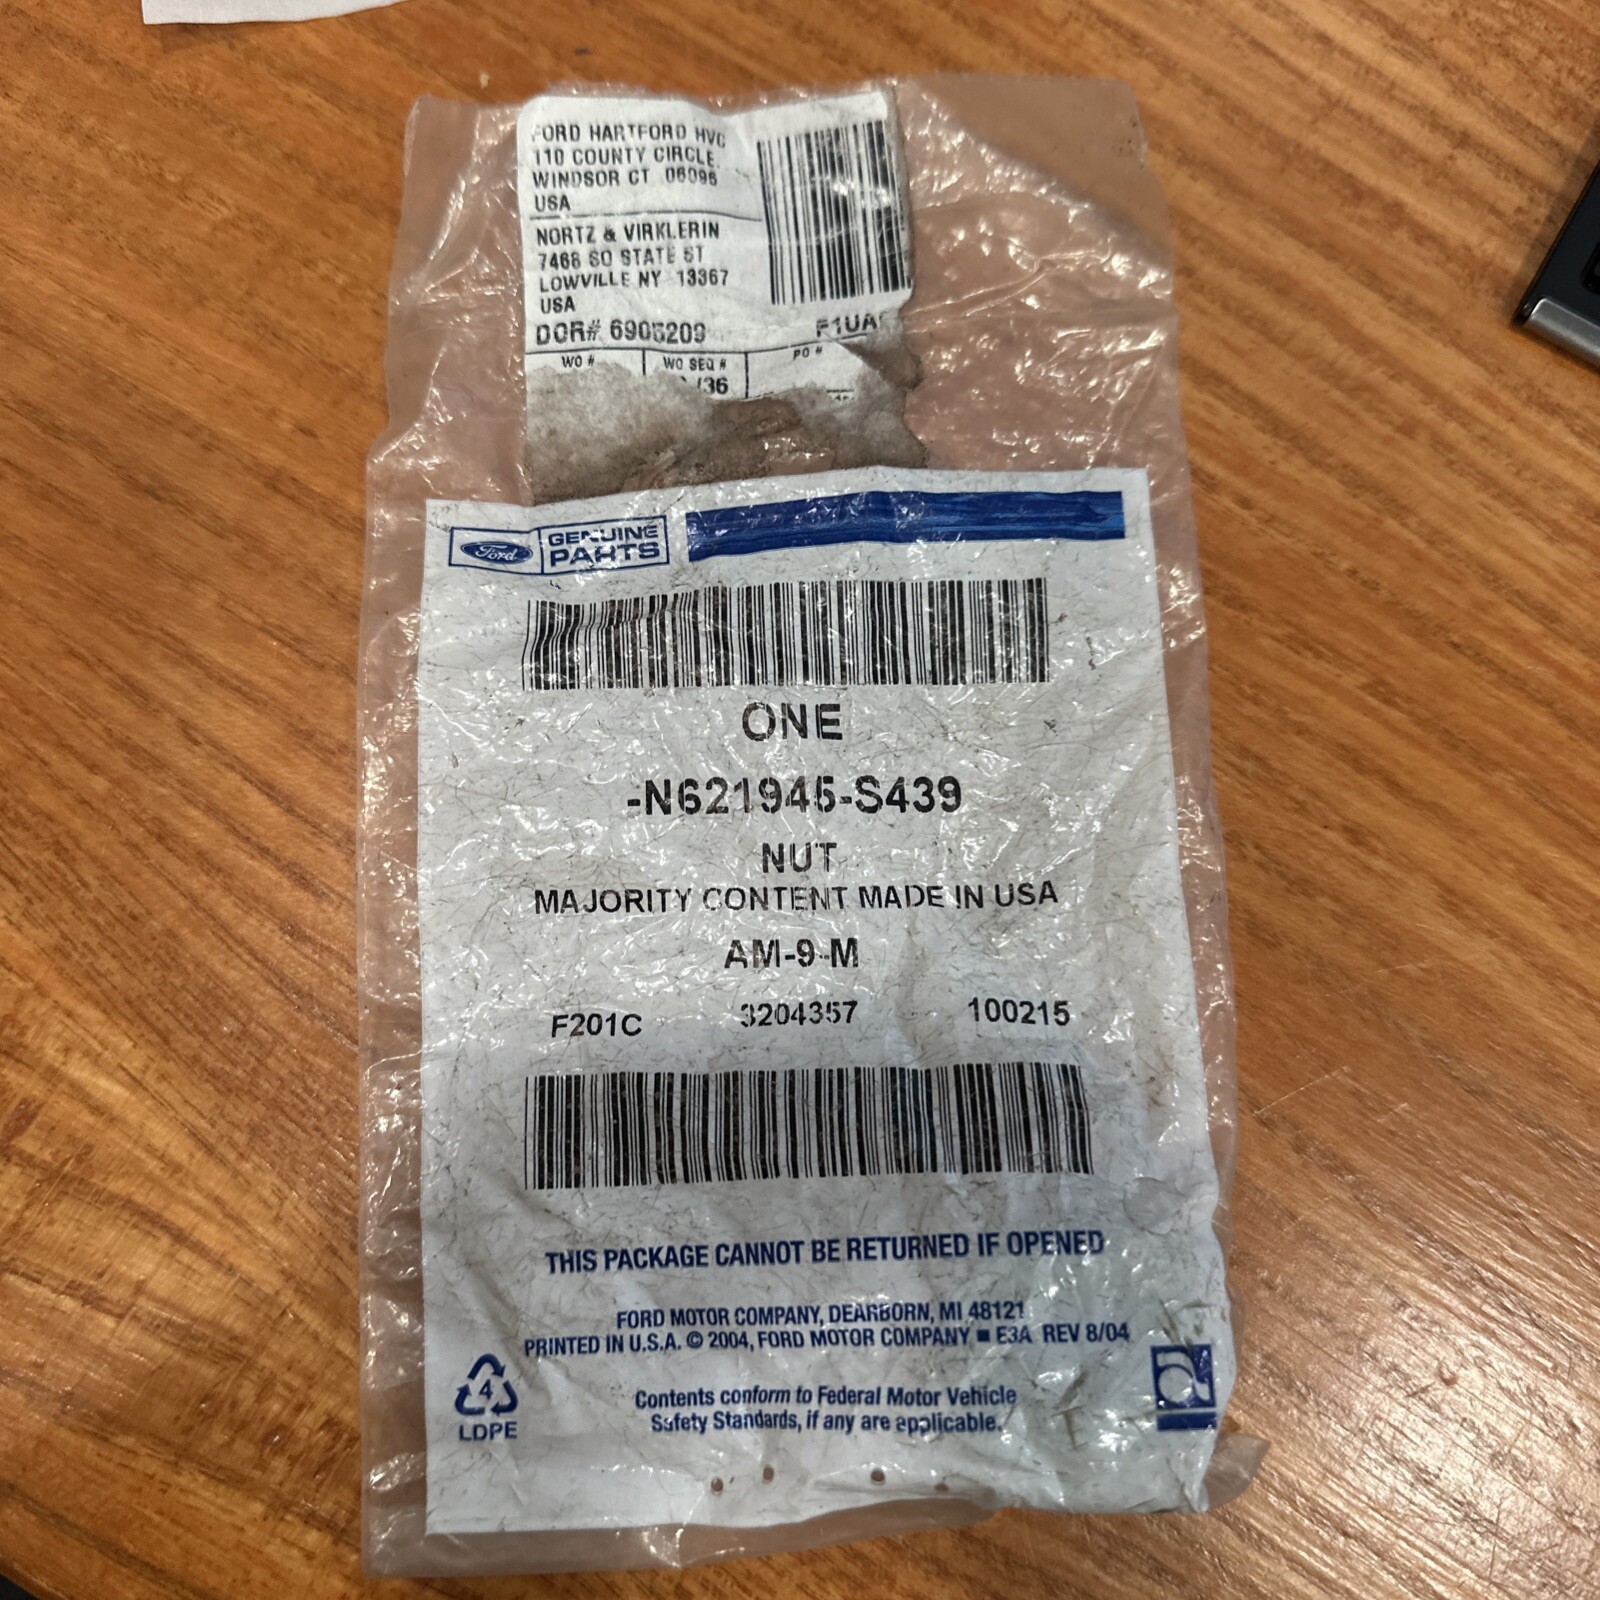 FORD HARTFORD HVC
110 COUNTY CIRCLE.
WINDSOR CT 06095
USA
NORTZ & VIRKLERIN
7468 SO STATE ST
LOWVILLE NY 13367
USA
DOR# 6905209
F1UA
WO #
WO SEQ #
PO #
/36
Ford
GENUINE
PARTS
ONE
-N621945-S439
NUT
MAJORITY CONTENT MADE IN USA
AM-9-M
F201C 3204357 100215
THIS PACKAGE CANNOT BE RETURNED IF OPENED
FORD MOTOR COMPANY, DEARBORN, MI 48121
PRINTED IN U.S.A. © 2004, FORD MOTOR COMPANY ■ E3A REV 8/04
4
LDPE
Contents conform to Federal Motor Vehicle
Safety Standards, if any are applicable.